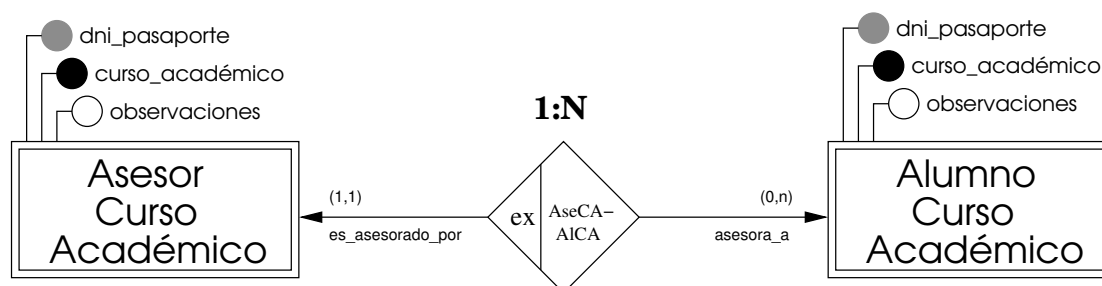 dni_pasaporte
curso_académico
observaciones
Asesor
Curso
Académico
1:N
(1,1)
es_asesorado_por
ex
AseCA–
AlCA
(0,n)
asesora_a
dni_pasaporte
curso_académico
observaciones
Alumno
Curso
Académico